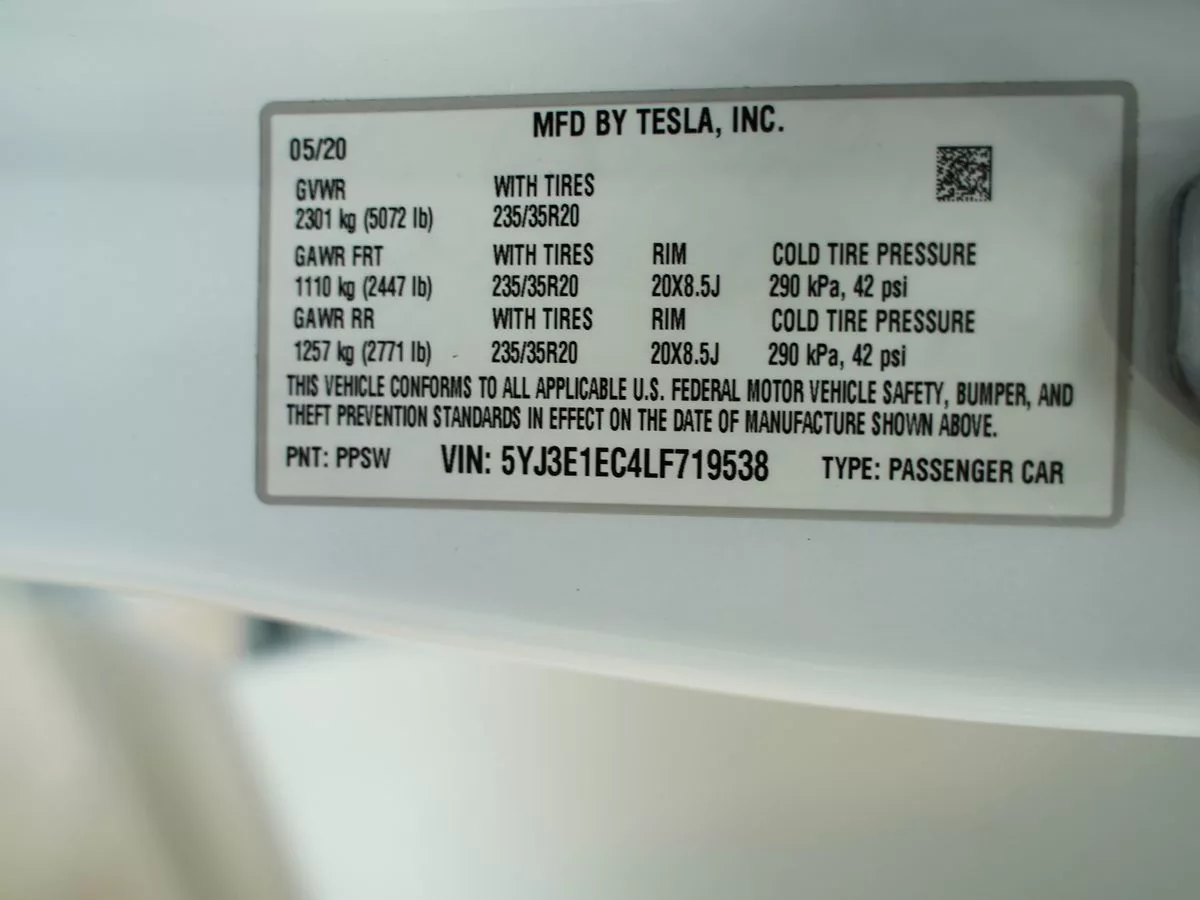 MFD BY TESLA, INC.
05/20
GVWR WITH TIRES
2301 kg (5072 lb) 235/35R20
GAWR FRT WITH TIRES RIM COLD TIRE PRESSURE
1110 kg (2447 lb) 235/35R20 20X8.5J 290 kPa, 42 psi
GAWR RR WITH TIRES RIM COLD TIRE PRESSURE
1257 kg (2771 lb) 235/35R20 20X8.5J 290 kPa, 42 psi
THIS VEHICLE CONFORMS TO ALL APPLICABLE U.S. FEDERAL MOTOR VEHICLE SAFETY, BUMPER, AND
THEFT PREVENTION STANDARDS IN EFFECT ON THE DATE OF MANUFACTURE SHOWN ABOVE.
PNT: PPSW VIN: 5YJ3E1EC4LF719538 TYPE: PASSENGER CAR